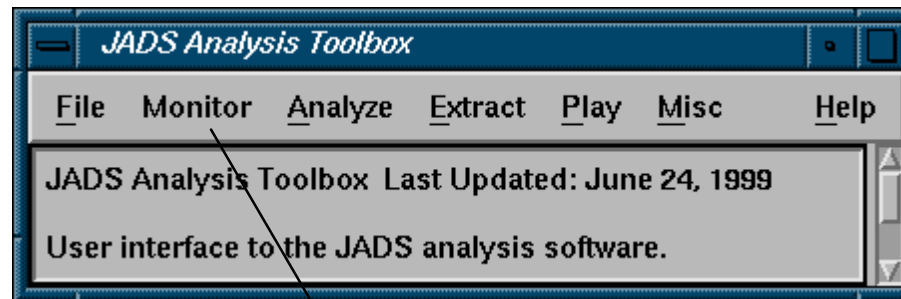 JADS Analysis Toolbox
File Monitor Analyze Extract Play Misc Help
JADS Analysis Toolbox Last Updated: June 24, 1999
User interface to the JADS analysis software.